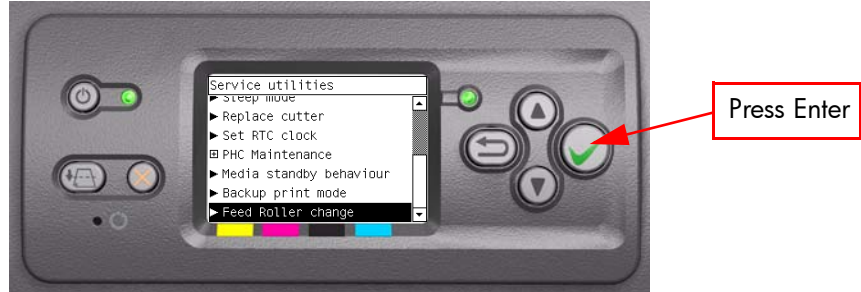 Service utilities
Sleep mode
Replace cutter
Set RTC clock
PHC Maintenance
Media standby behaviour
Backup print mode
Feed Roller change
Press Enter